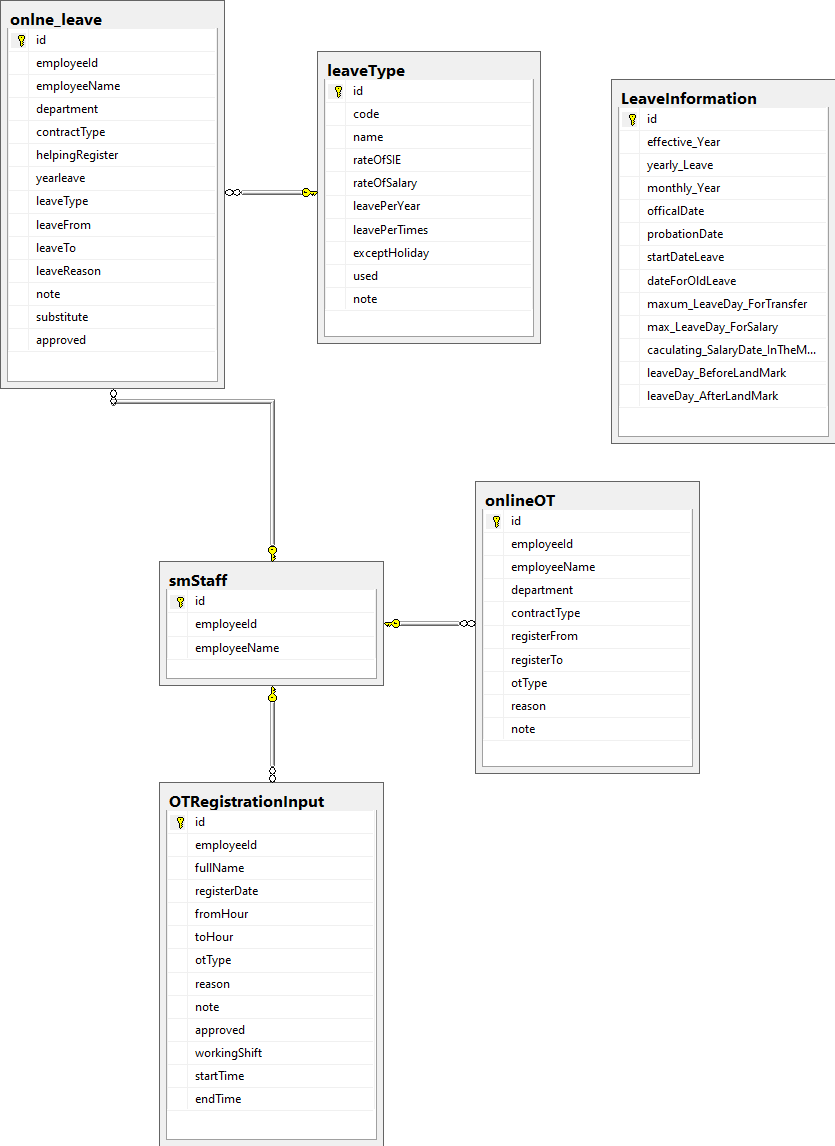 onlne_leave
id
employeeId
employeeName
department
contractType
helpingRegister
yearleave
leaveType
leaveFrom
leaveTo
leaveReason
note
substitute
approved
leaveType
id
code
name
rateOfSIE
rateOfSalary
leavePerYear
leavePerTimes
exceptHoliday
used
note
LeaveInformation
id
effective_Year
yearly_Leave
monthly_Year
officalDate
probationDate
startDateLeave
dateForOldLeave
maxum_LeaveDay_ForTransfer
max_LeaveDay_ForSalary
caculating_SalaryDate_InTheM...
leaveDay_BeforeLandMark
leaveDay_AfterLandMark
smStaff
id
employeeId
employeeName
onlineOT
id
employeeId
employeeName
department
contractType
registerFrom
registerTo
otType
reason
note
OTRegistrationInput
id
employeeId
fullName
registerDate
fromHour
toHour
otType
reason
note
approved
workingShift
startTime
endTime